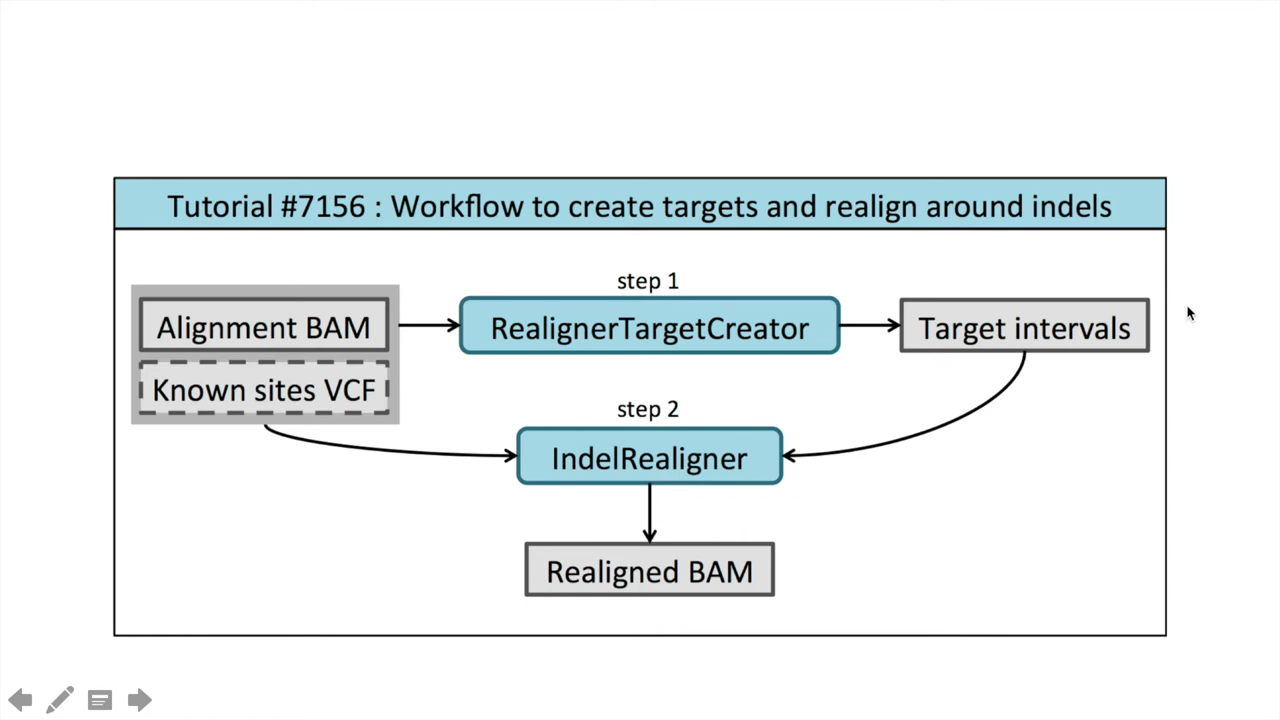 Tutorial #7156 : Workflow to create targets and realign around indels
step 1
Alignment BAM
RealignerTargetCreator
Target intervals
Known sites VCF
step 2
IndelRealigner
Realigned BAM